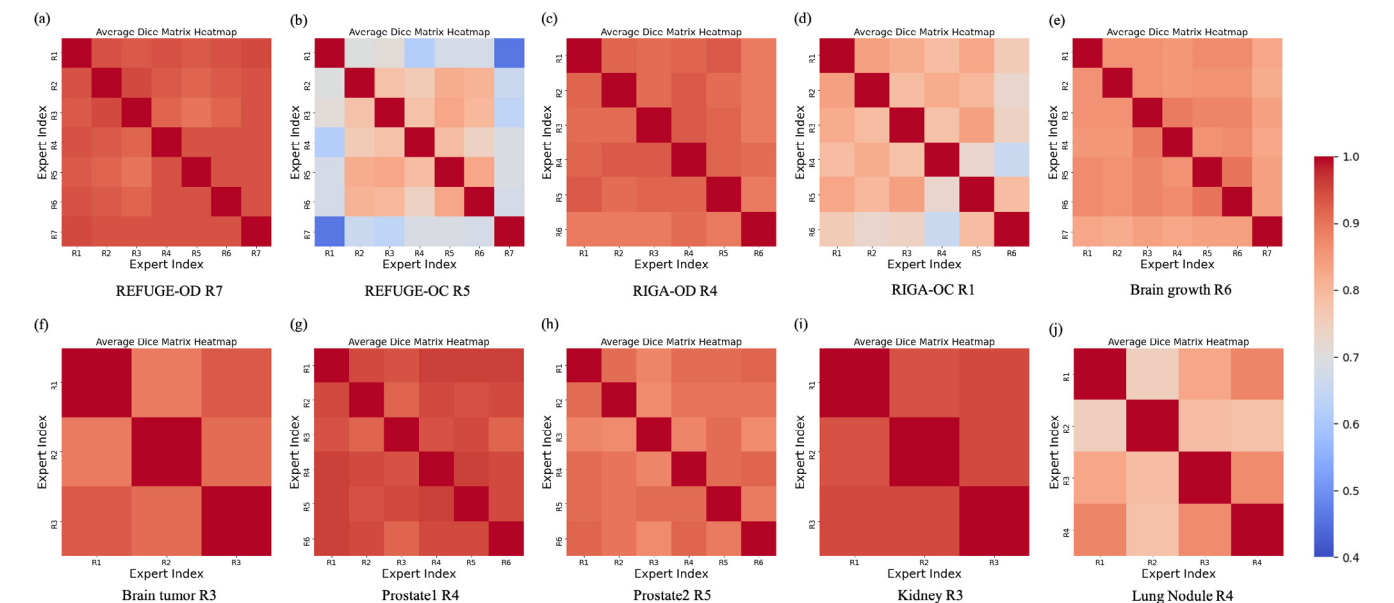 (a) (b) (c) (d) (e)
Average Dice Matrix Heatmap Average Dice Matrix Heatmap Average Dice Matrix Heatmap Average Dice Matrix Heatmap Average Dice Matrix Heatmap
Expert Index Expert Index Expert Index Expert Index Expert Index
R1 R1 R1 R1 R1
R2 R2 R2 R2 R2
R3 R3 R3 R3 R3
R4 R4 R4 R4 R4
R5 R5 R5 R5 R5
R6 R6 R6 R6 R6
R7 R7 R7
R1 R2 R3 R4 R5 R6 R7 R1 R2 R3 R4 R5 R6 R7 R1 R2 R3 R4 R5 R6 R1 R2 R3 R4 R5 R6 R1 R2 R3 R4 R5 R6 R7
Expert Index Expert Index Expert Index Expert Index Expert Index
REFUGE-OD R7 REFUGE-OC R5 RIGA-OD R4 RIGA-OC R1 Brain growth R6
(f) (g) (h) (i) (j)
Average Dice Matrix Heatmap Average Dice Matrix Heatmap Average Dice Matrix Heatmap Average Dice Matrix Heatmap Average Dice Matrix Heatmap
Expert Index Expert Index Expert Index Expert Index Expert Index
R1 R1 R1 R1 R1
R2 R2 R2 R2 R2
R3 R3 R3 R3 R3
R4 R4 R4
R5 R5
R6 R6
R1 R2 R3 R1 R2 R3 R4 R5 R6 R1 R2 R3 R4 R5 R6 R1 R2 R3 R1 R2 R3 R4
Expert Index Expert Index Expert Index Expert Index Expert Index
Brain tumor R3 Prostate1 R4 Prostate2 R5 Kidney R3 Lung Nodule R4
1.0
0.9
0.8
0.7
0.6
0.5
0.4